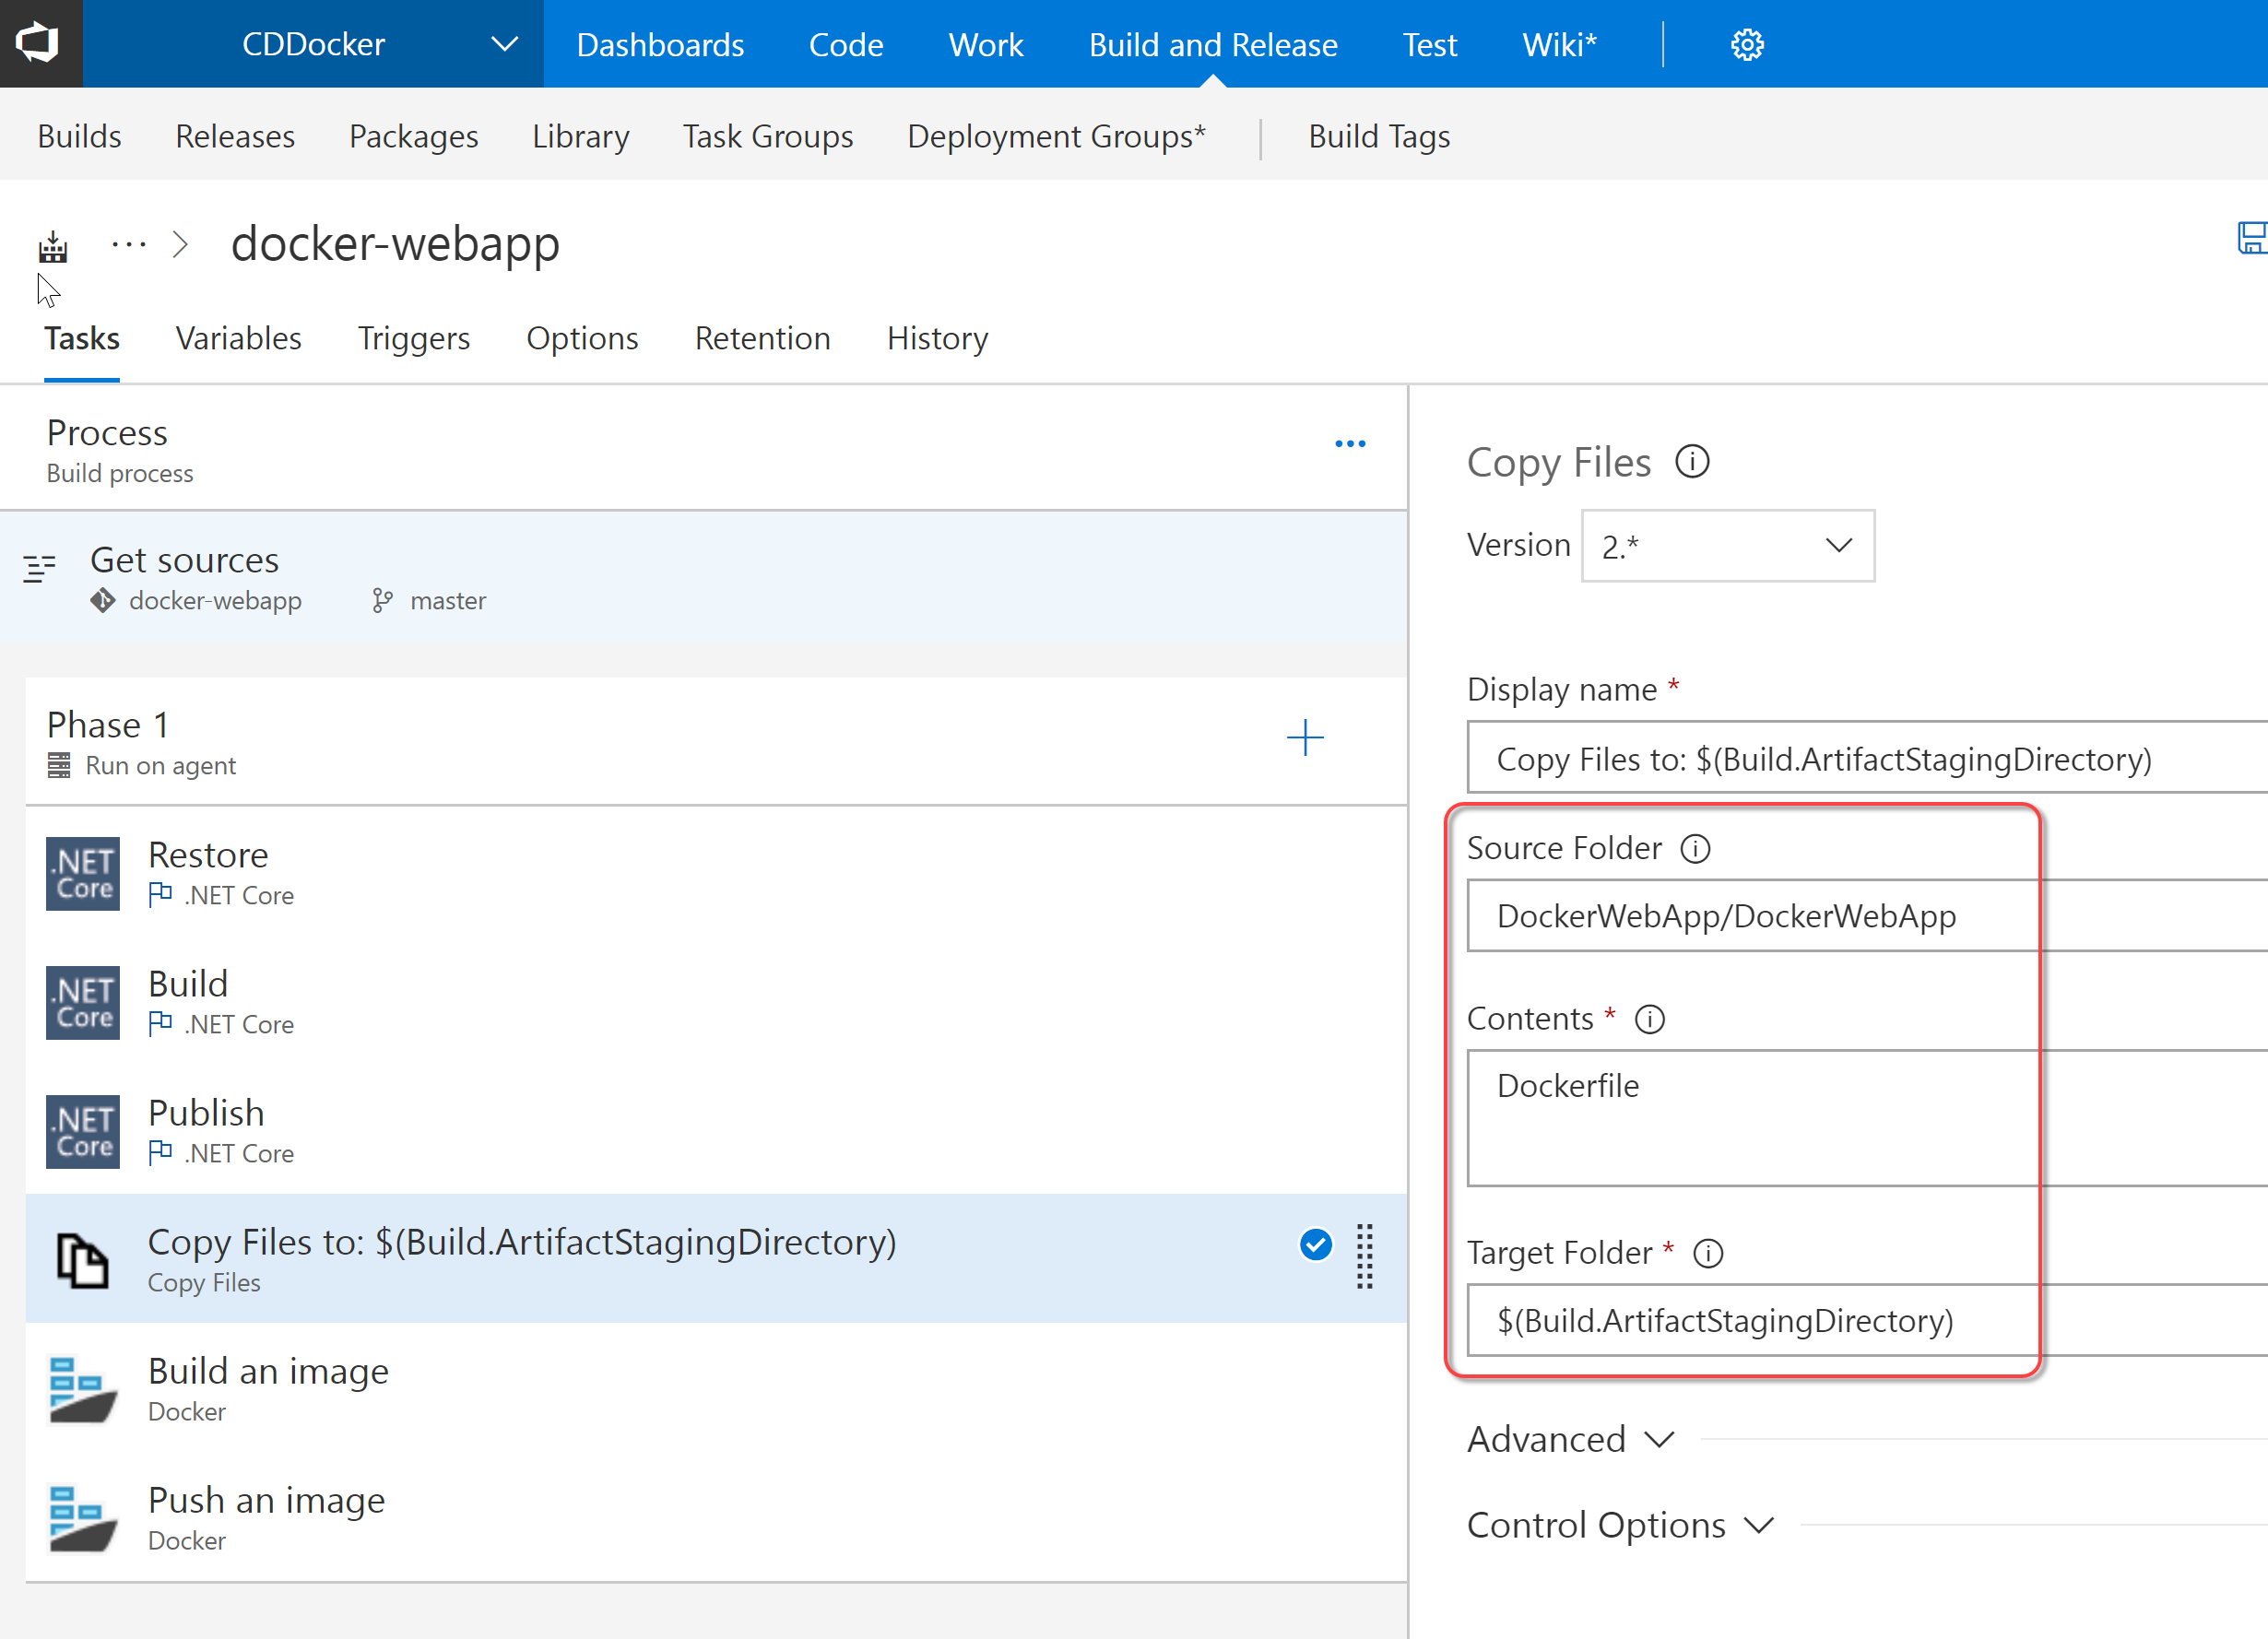 CDDocker Dashboards Code Work Build and Release Test Wiki*
Builds Releases Packages Library Task Groups Deployment Groups* Build Tags
... > docker-webapp
Tasks Variables Triggers Options Retention History
Process
Build process
Get sources
docker-webapp master
Phase 1
Run on agent
.NET Core
Restore
.NET Core
.NET Core
Build
.NET Core
.NET Core
Publish
.NET Core
Copy Files to: $(Build.ArtifactStagingDirectory)
Copy Files
Build an image
Docker
Push an image
Docker
Copy Files
Version 2.*
Display name *
Copy Files to: $(Build.ArtifactStagingDirectory)
Source Folder
DockerWebApp/DockerWebApp
Contents *
Dockerfile
Target Folder *
$(Build.ArtifactStagingDirectory)
Advanced
Control Options